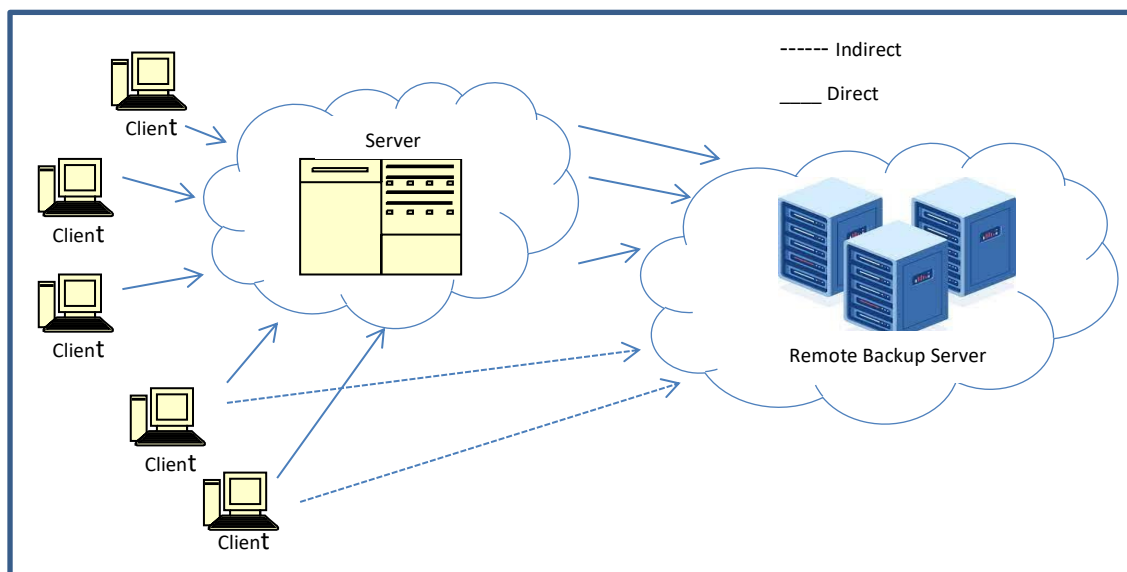 ------ Indirect
____ Direct
Client
Server
Client
Client
Remote Backup Server
Client
Client